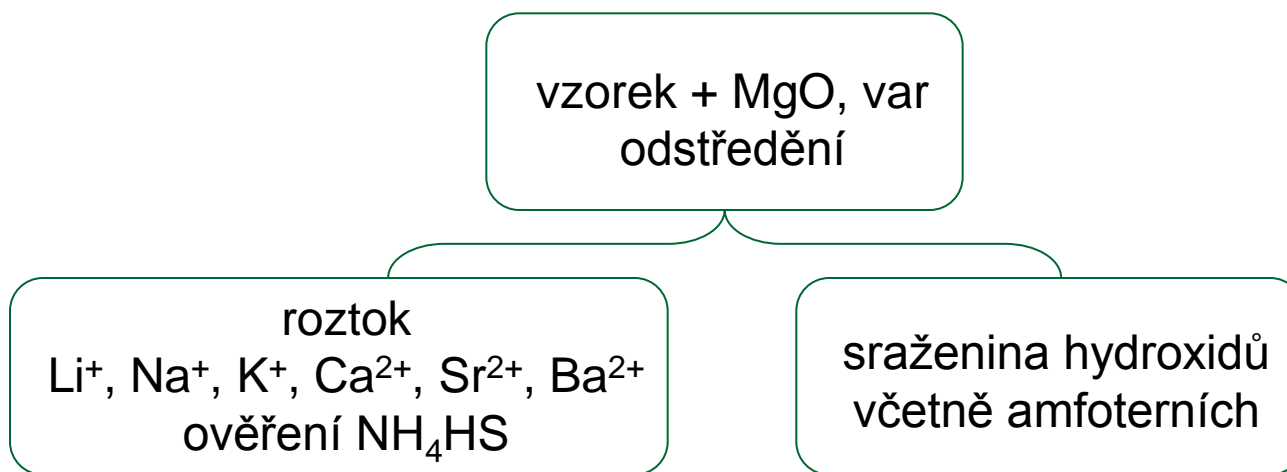 vzorek + MgO, var
odstředění
roztok
Li⁺, Na⁺, K⁺, Ca²⁺, Sr²⁺, Ba²⁺
ověření NH₄HS
sraženina hydroxidů
včetně amfoterních